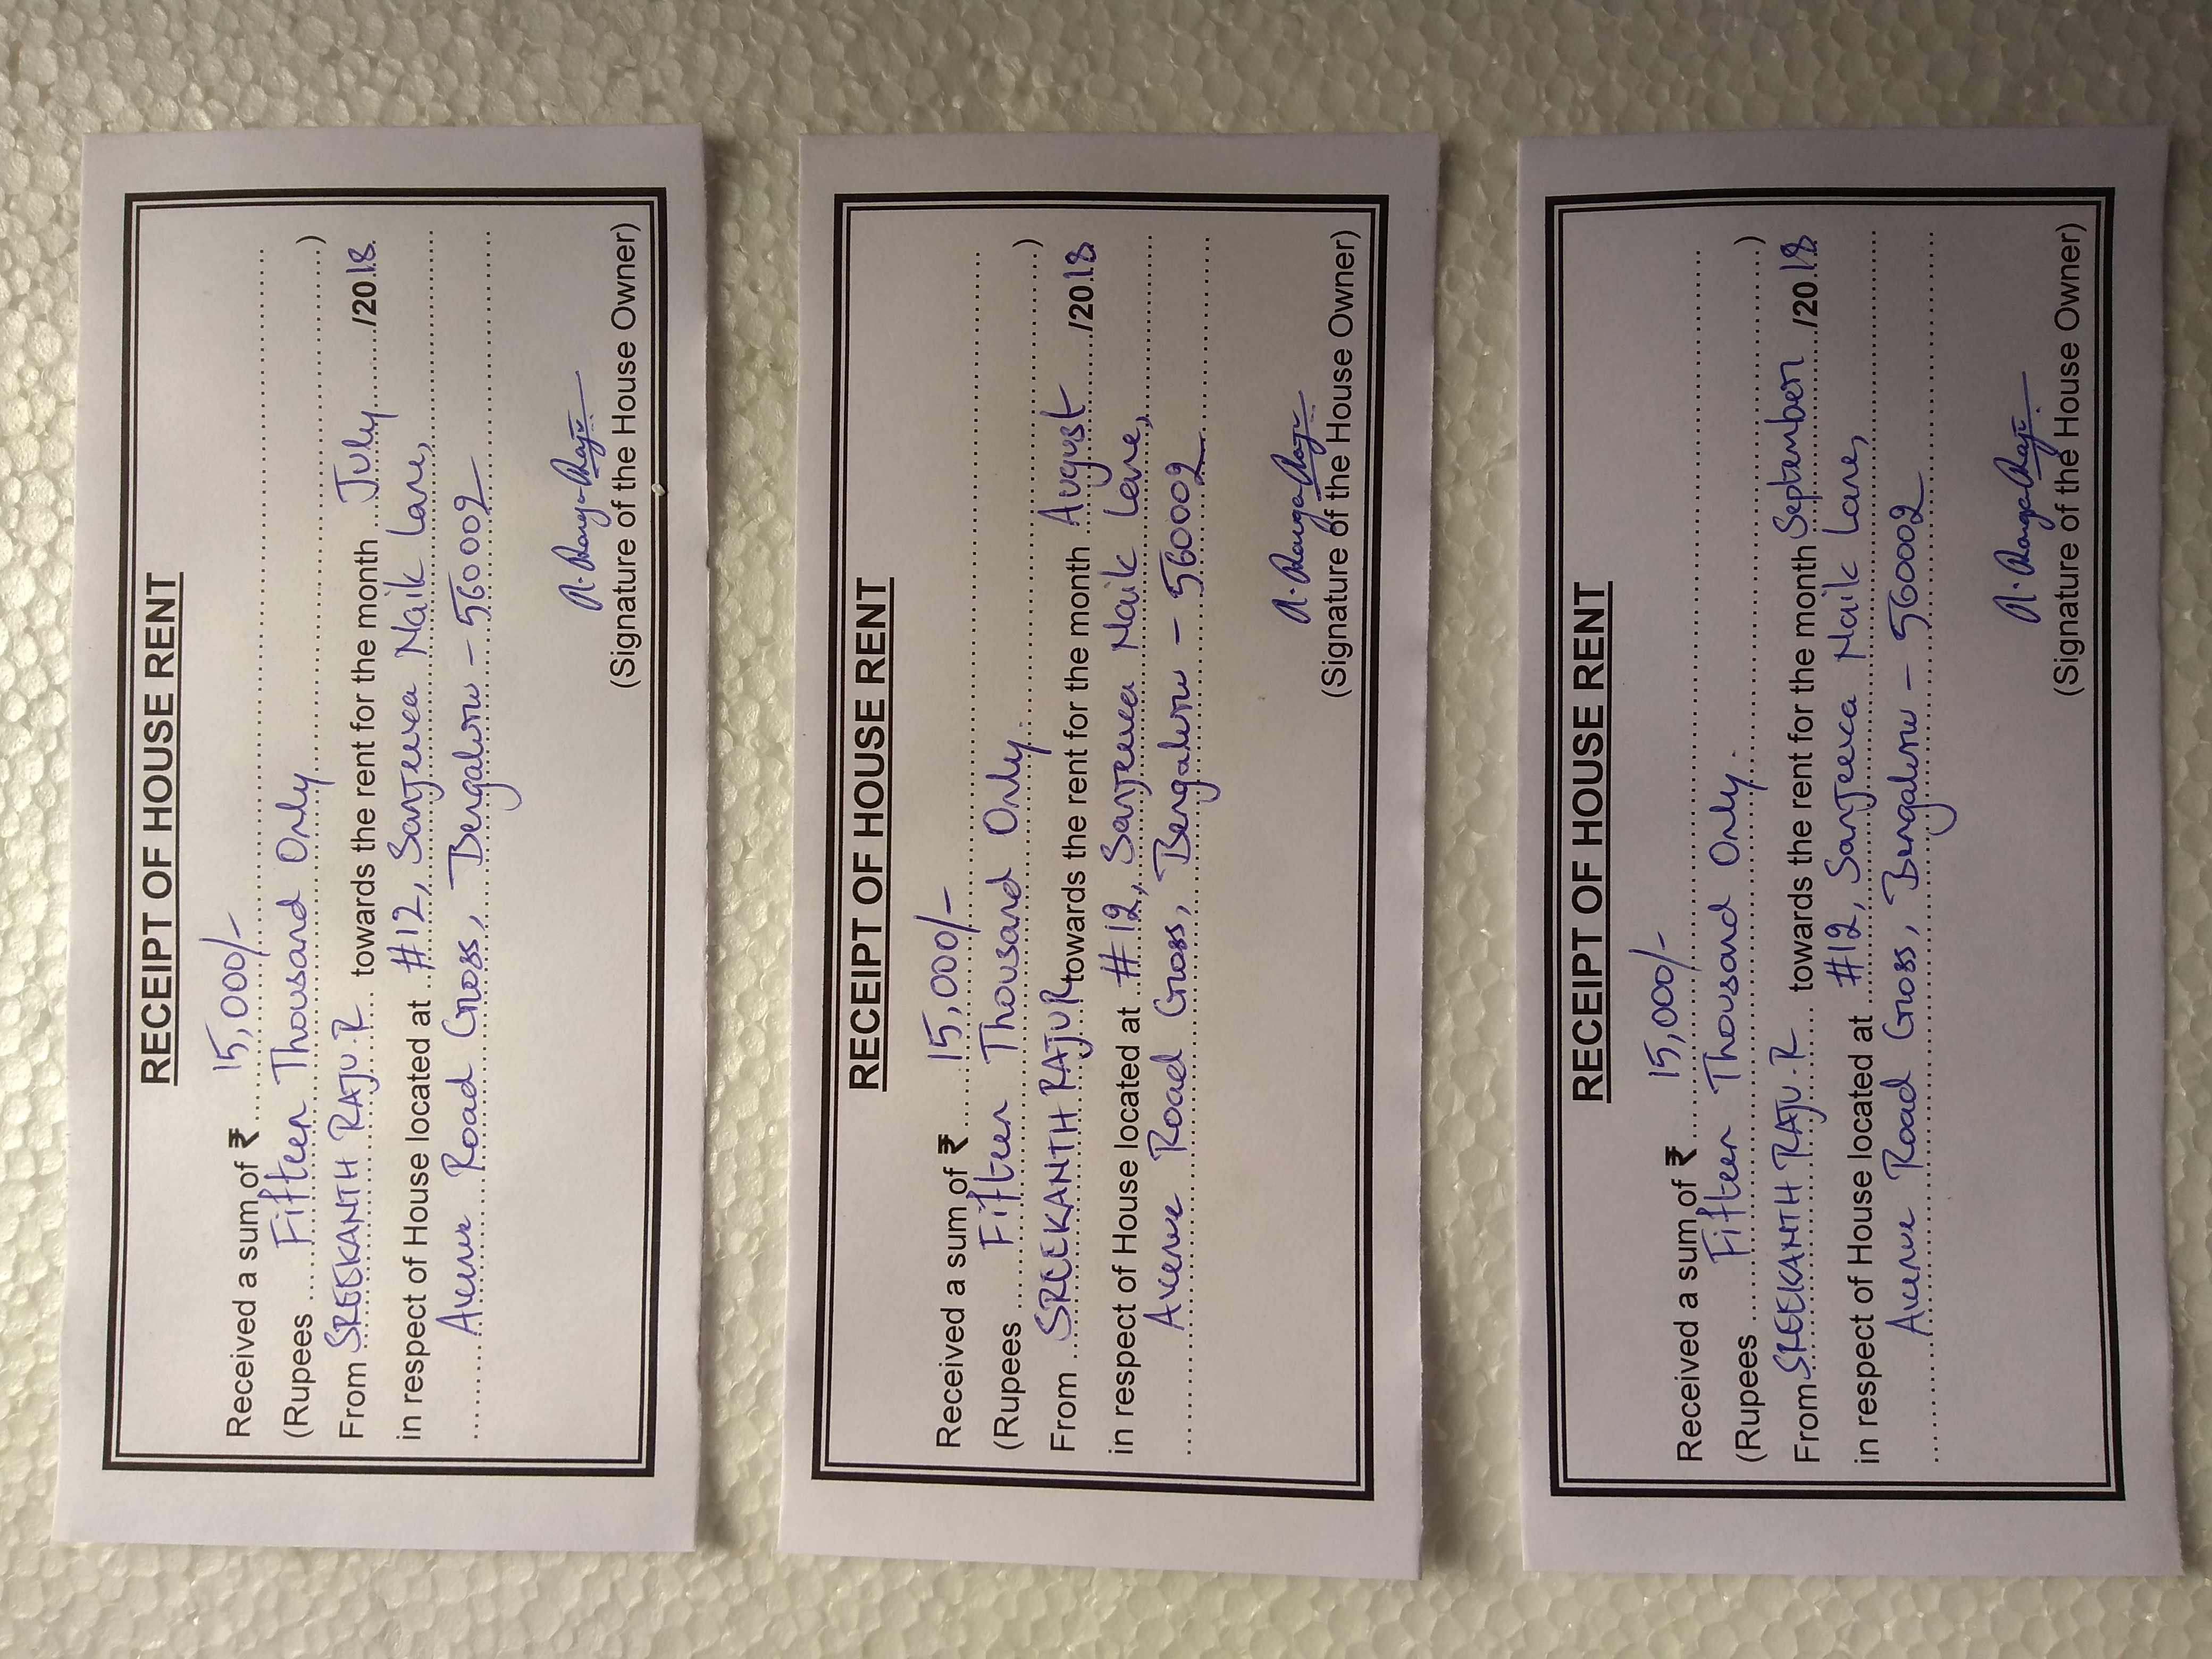 RECEIPT OF HOUSE RENT
Received a sum of ₹ 15,000/-
(Rupees Fifteen Thousand Only )
From SREEKANTH RAJU.R towards the rent for the month July /2018
in respect of House located at #12, Sanjeeva Naik Lane,
Avenue Road Cross, Bengaluru - 560002
R. Ranga Raju
(Signature of the House Owner)
RECEIPT OF HOUSE RENT
Received a sum of ₹ 15,000/-
(Rupees Fifteen Thousand Only. )
From SREEKANTH RAJU R towards the rent for the month August /2018
in respect of House located at #12, Sanjeeva Naik Lane,
Avenue Road Cross, Bengaluru - 560002
R. Ranga Raju
(Signature of the House Owner)
RECEIPT OF HOUSE RENT
Received a sum of ₹ 15,000/-
(Rupees Fifteen Thousand Only. )
From SREEKANTH RAJU.R towards the rent for the month September /2018
in respect of House located at #12, Sanjeeva Naik Lane,
Avenue Road Cross, Bengaluru - 560002
R. Ranga Raju
(Signature of the House Owner)